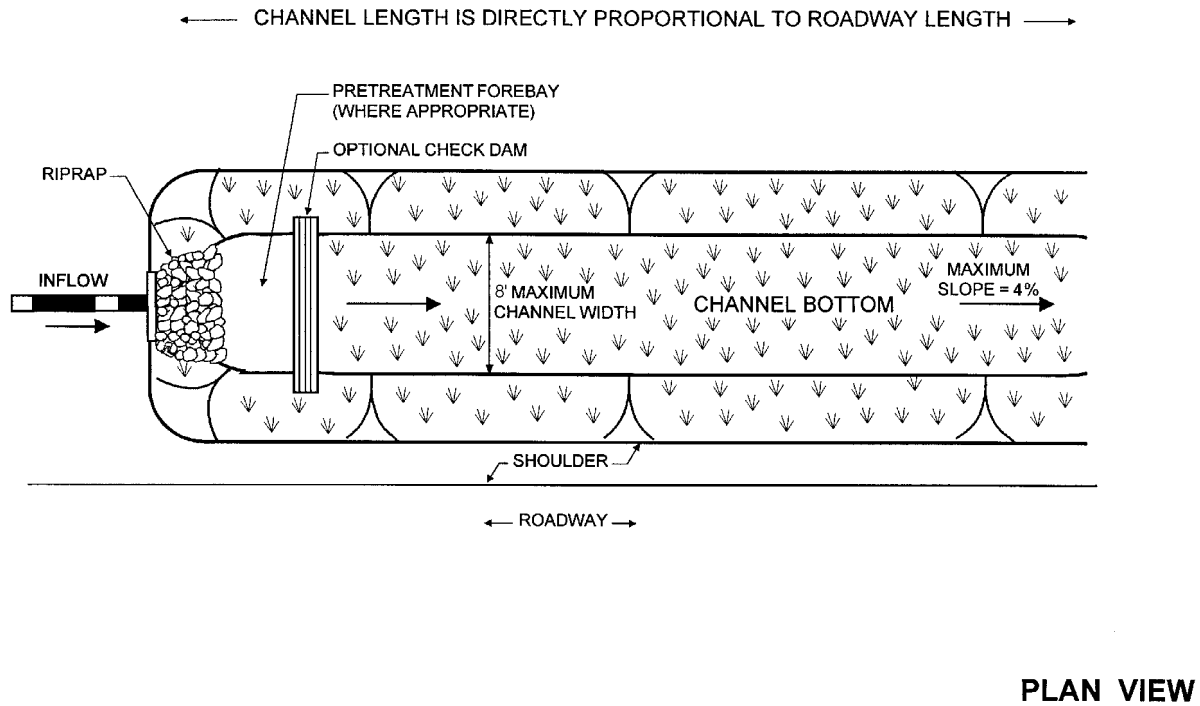 CHANNEL LENGTH IS DIRECTLY PROPORTIONAL TO ROADWAY LENGTH
PRETREATMENT FOREBAY
(WHERE APPROPRIATE)
OPTIONAL CHECK DAM
RIPRAP
INFLOW
8' MAXIMUM
CHANNEL WIDTH
CHANNEL BOTTOM
MAXIMUM
SLOPE = 4%
SHOULDER
ROADWAY
PLAN VIEW